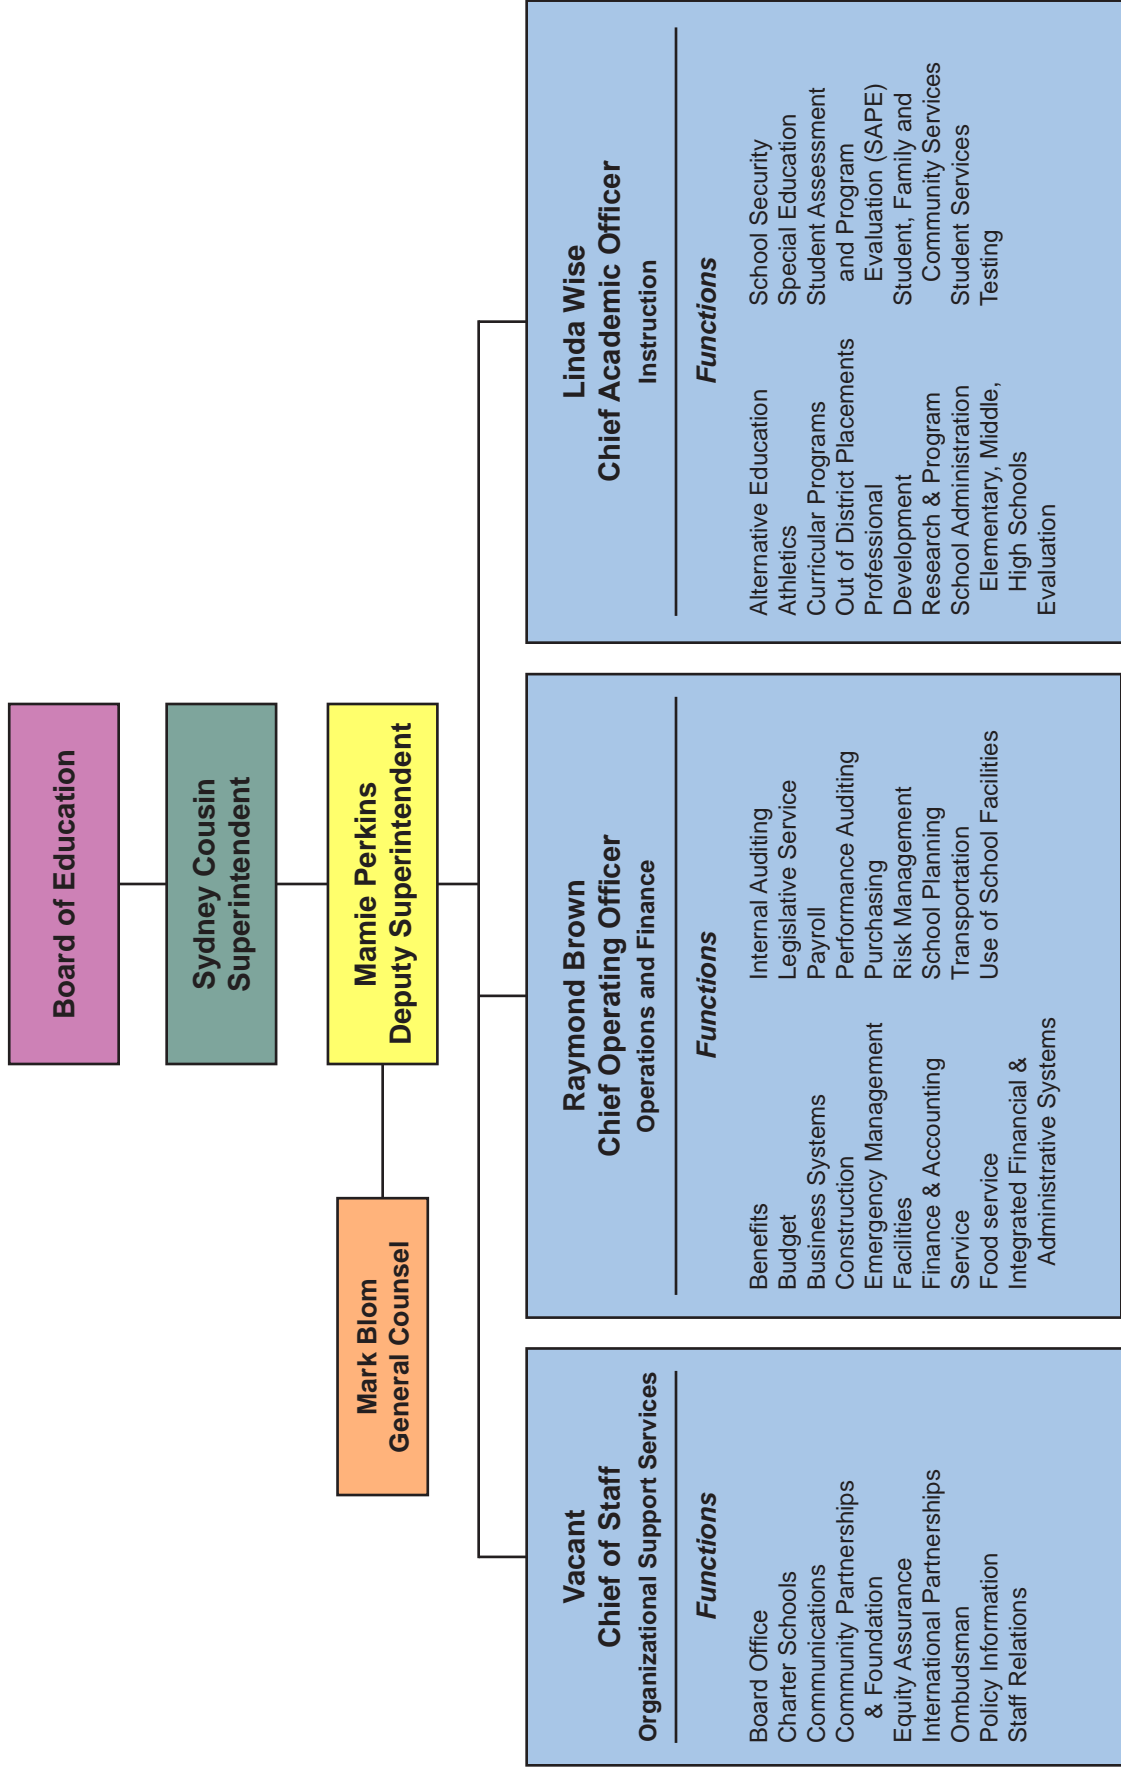 Board of Education
Sydney Cousin
Superintendent
Mamie Perkins
Deputy Superintendent
Mark Blom
General Counsel
Vacant
Chief of Staff
Organizational Support Services
Functions
Board Office
Charter Schools
Communications
Community Partnerships
& Foundation
Equity Assurance
International Partnerships
Ombudsman
Policy Information
Staff Relations
Raymond Brown
Chief Operating Officer
Operations and Finance
Functions
Benefits
Budget
Business Systems
Construction
Emergency Management
Facilities
Finance & Accounting
Service
Food service
Integrated Financial &
Administrative Systems
Internal Auditing
Legislative Service
Payroll
Performance Auditing
Purchasing
Risk Management
School Planning
Transportation
Use of School Facilities
Linda Wise
Chief Academic Officer
Instruction
Functions
Alternative Education
Athletics
Curricular Programs
Out of District Placements
Professional
Development
Research & Program
School Administration
Elementary, Middle,
High Schools
Evaluation
School Security
Special Education
Student Assessment
and Program
Evaluation (SAPE)
Student, Family and
Community Services
Student Services
Testing